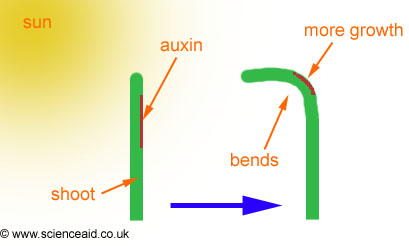 sun
more growth
auxin
bends
shoot
© www.scienceaid.co.uk